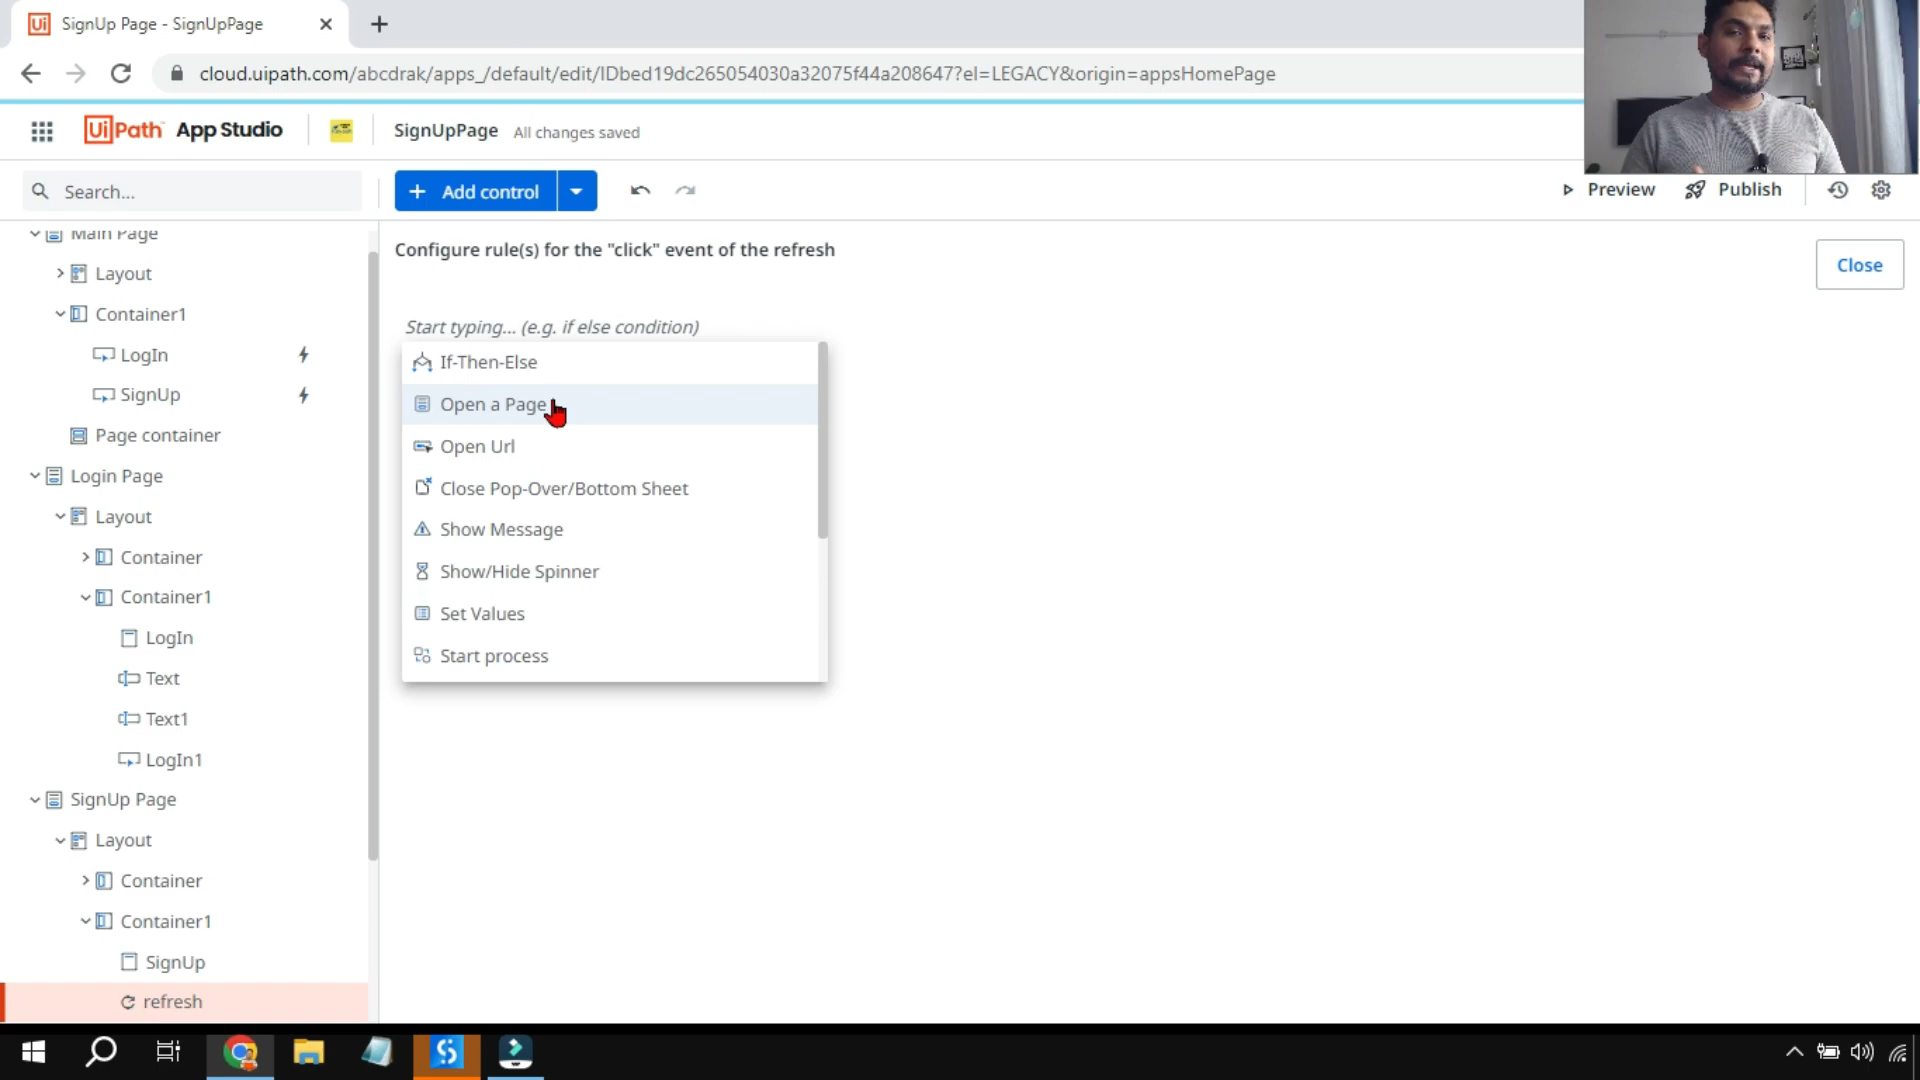 SignUp Page - SignUpPage
cloud.uipath.com/abcdrak/apps_/default/edit/IDbed19dc265054030a32075f44a208647?el=LEGACY&origin=appsHomePage
UiPath App Studio
SignUpPage All changes saved
Search...
Add control
Preview
Publish
Configure rule(s) for the "click" event of the refresh
Close
Start typing... (e.g. if else condition)
If-Then-Else
Open a Page
Open Url
Close Pop-Over/Bottom Sheet
Show Message
Show/Hide Spinner
Set Values
Start process
Main Page
Layout
Container1
LogIn
SignUp
Page container
Login Page
Layout
Container
Container1
LogIn
Text
Text1
LogIn1
SignUp Page
Layout
Container
Container1
SignUp
refresh